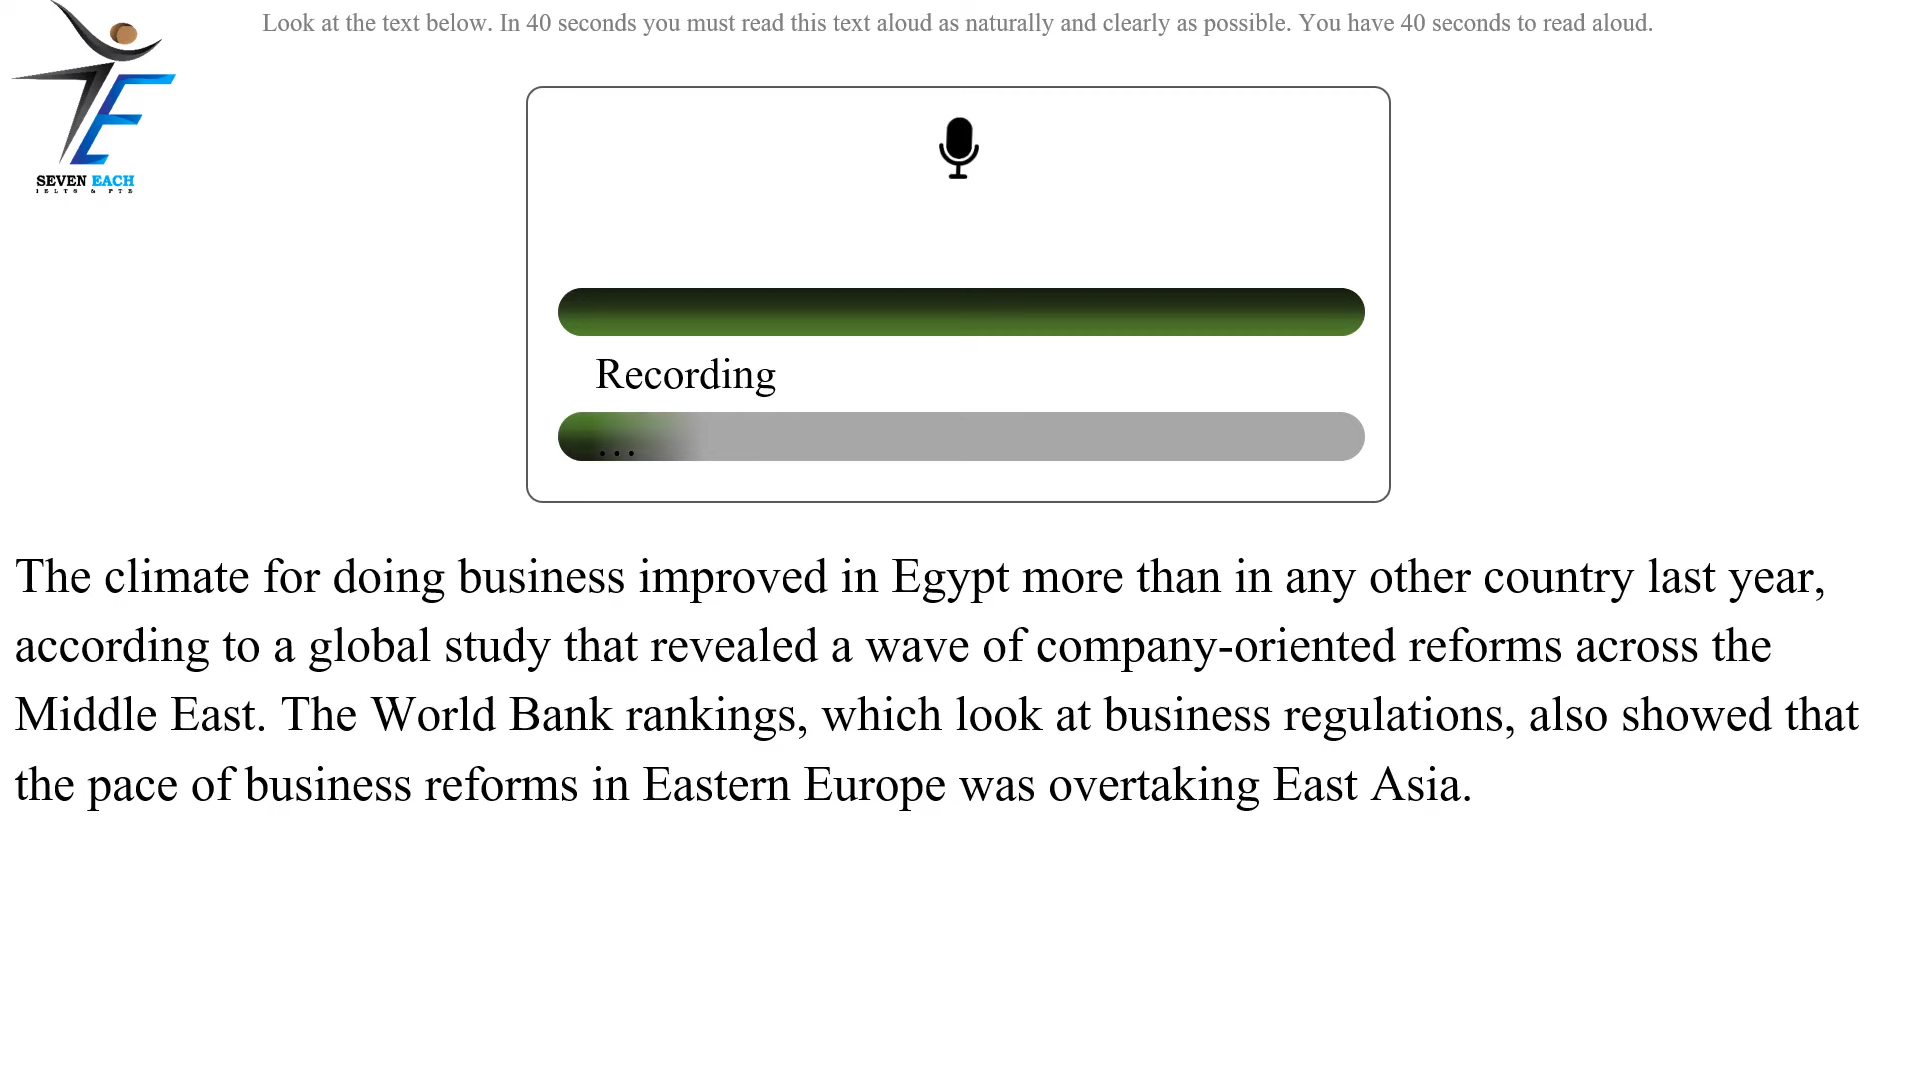 Look at the text below. In 40 seconds you must read this text aloud as naturally and clearly as possible. You have 40 seconds to read aloud.
SEVEN EACH
IELTS & PTE
Recording
...
The climate for doing business improved in Egypt more than in any other country last year,
according to a global study that revealed a wave of company-oriented reforms across the
Middle East. The World Bank rankings, which look at business regulations, also showed that
the pace of business reforms in Eastern Europe was overtaking East Asia.